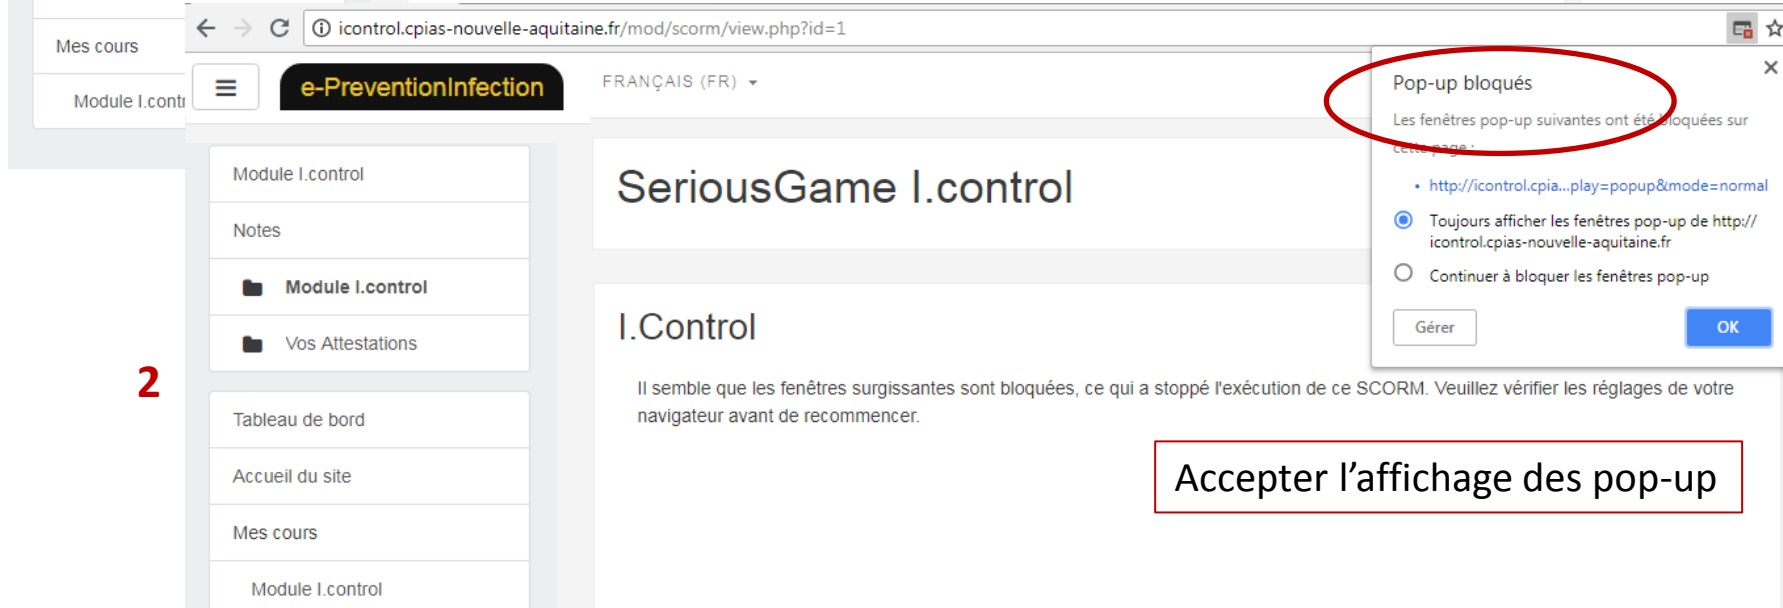 Mes cours
Module I.contr
icontrol.cpias-nouvelle-aquitaine.fr/mod/scorm/view.php?id=1
e-PreventionInfection
FRANÇAIS (FR)
Pop-up bloqués
Les fenêtres pop-up suivantes ont été bloquées sur
cette page :
• http://icontrol.cpia...play=popup&mode=normal
Toujours afficher les fenêtres pop-up de http://
icontrol.cpias-nouvelle-aquitaine.fr
Continuer à bloquer les fenêtres pop-up
Gérer
OK
Module I.control
Notes
Module I.control
Vos Attestations
2
Tableau de bord
Accueil du site
Mes cours
Module I.control
SeriousGame I.control
I.Control
Il semble que les fenêtres surgissantes sont bloquées, ce qui a stoppé l'exécution de ce SCORM. Veuillez vérifier les réglages de votre
navigateur avant de recommencer.
Accepter l’affichage des pop-up